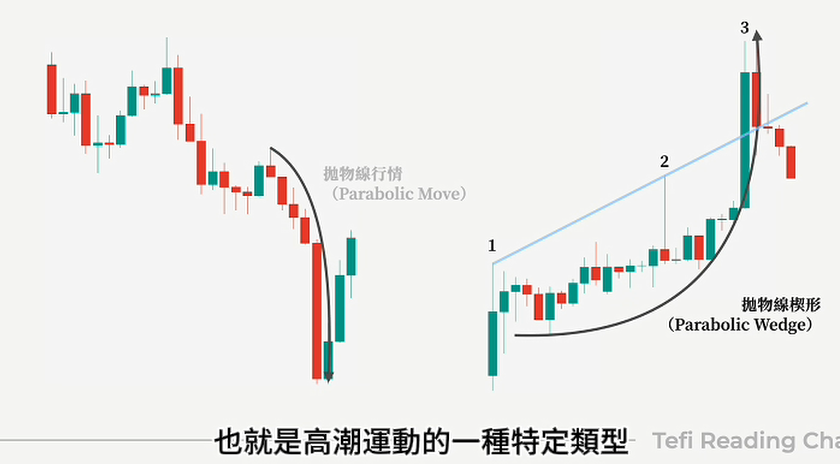 3
2
1
拋物線行情
（Parabolic Move）
拋物線楔形
（Parabolic Wedge）
也就是高潮運動的一種特定類型
Tefi Reading Cha